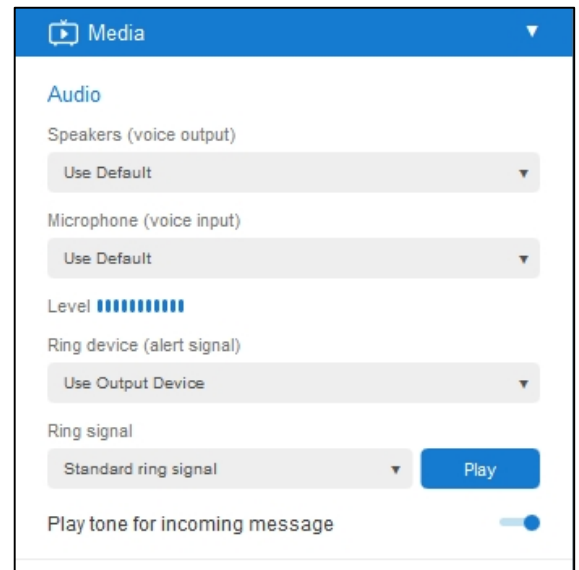 Media
Audio
Speakers (voice output)
Use Default
Microphone (voice input)
Use Default
Level
Ring device (alert signal)
Use Output Device
Ring signal
Standard ring signal Play
Play tone for incoming message